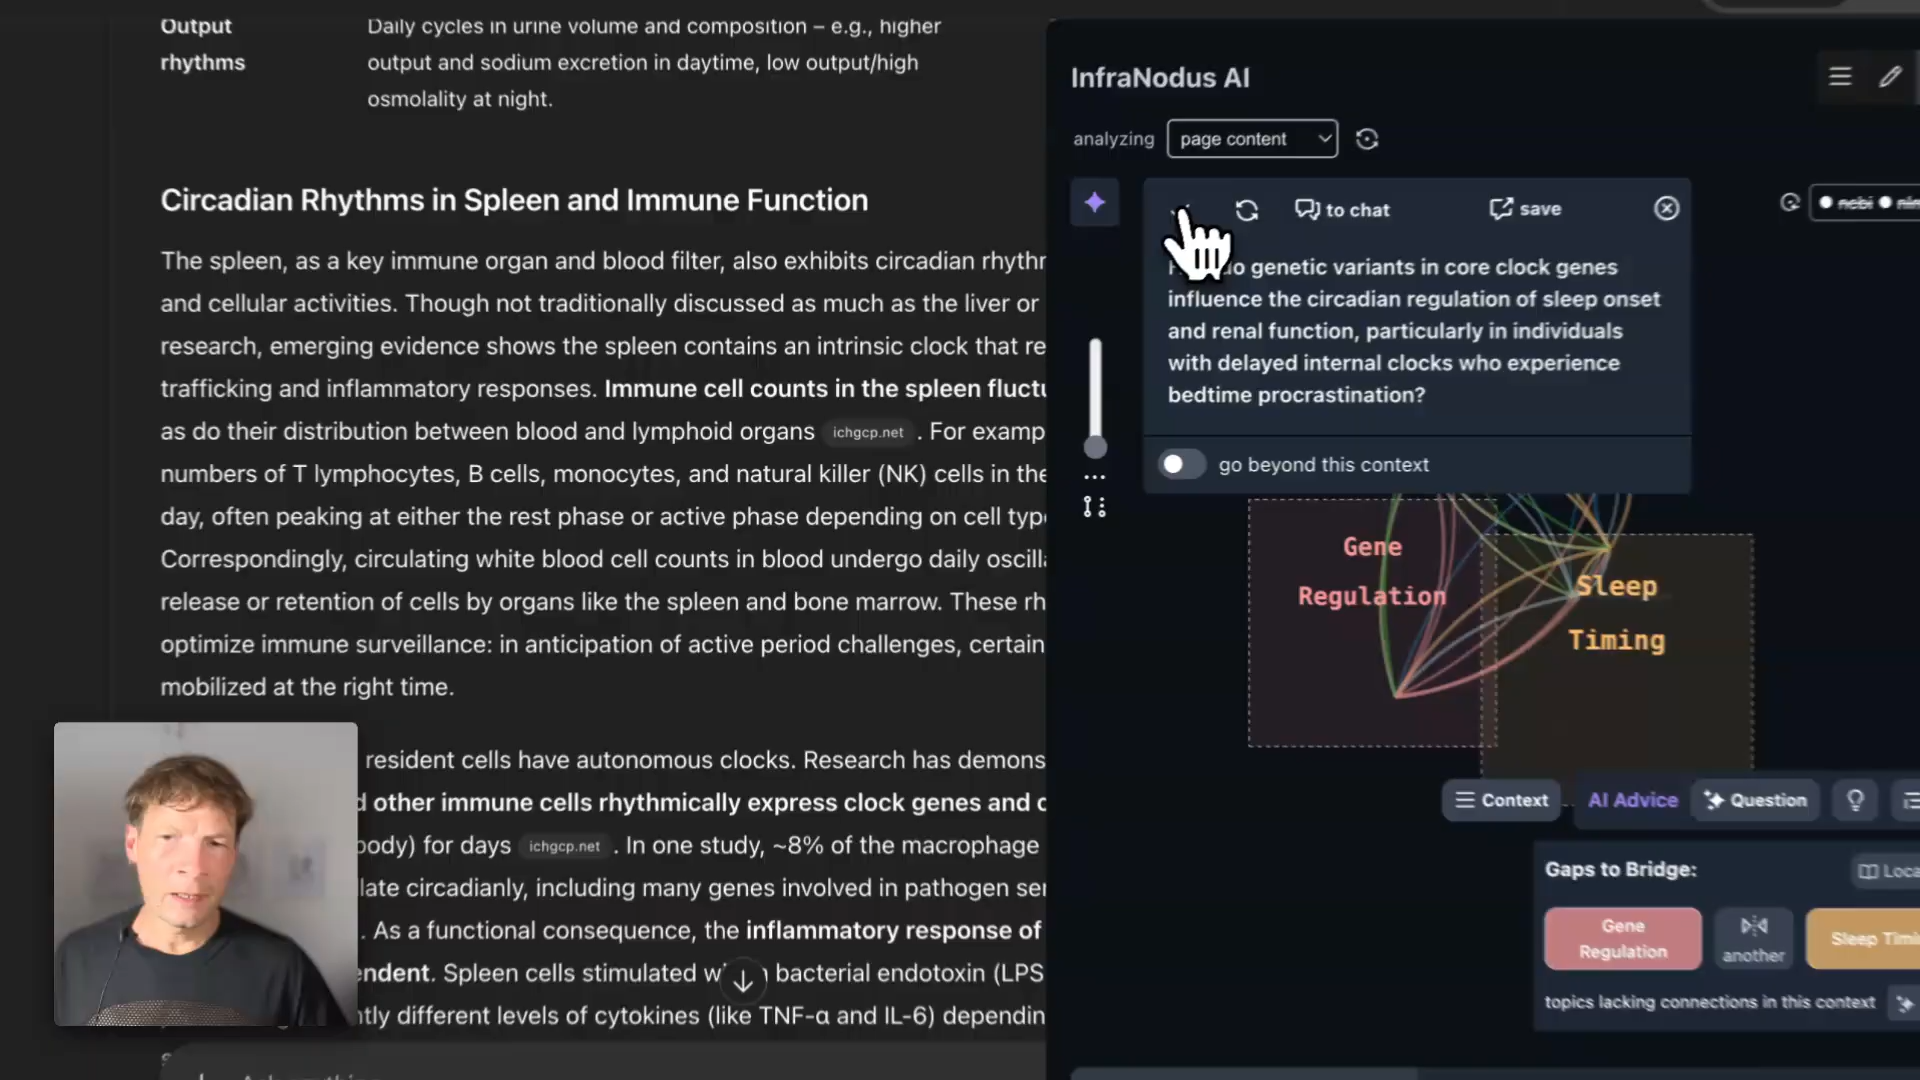 Output
rhythms
Daily cycles in urine volume and composition – e.g., higher
output and sodium excretion in daytime, low output/high
osmolality at night.
Circadian Rhythms in Spleen and Immune Function
The spleen, as a key immune organ and blood filter, also exhibits circadian rhythm
and cellular activities. Though not traditionally discussed as much as the liver or
research, emerging evidence shows the spleen contains an intrinsic clock that re
trafficking and inflammatory responses. Immune cell counts in the spleen fluctu
as do their distribution between blood and lymphoid organs ichgcp.net . For examp
numbers of T lymphocytes, B cells, monocytes, and natural killer (NK) cells in the
day, often peaking at either the rest phase or active phase depending on cell type
Correspondingly, circulating white blood cell counts in blood undergo daily oscilla
release or retention of cells by organs like the spleen and bone marrow. These rh
optimize immune surveillance: in anticipation of active period challenges, certain
mobilized at the right time.
resident cells have autonomous clocks. Research has demons
d other immune cells rhythmically express clock genes and c
body) for days ichgcp.net . In one study, ~8% of the macrophage
late circadianly, including many genes involved in pathogen sen
. As a functional consequence, the inflammatory response of
endent. Spleen cells stimulated w bacterial endotoxin (LPS
ntly different levels of cytokines (like TNF-α and IL-6) dependin
InfraNodus AI
analyzing page content
to chat save
do genetic variants in core clock genes
influence the circadian regulation of sleep onset
and renal function, particularly in individuals
with delayed internal clocks who experience
bedtime procrastination?
go beyond this context
Gene
Regulation
Sleep
Timing
Context AI Advice Question
Gaps to Bridge: Loca
Gene
Regulation
another
Sleep Timi
topics lacking connections in this context